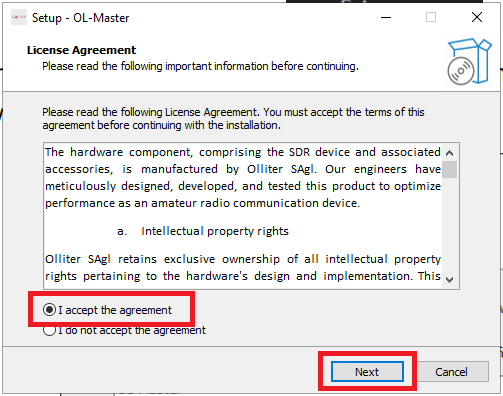 Setup - OL-Master
License Agreement
Please read the following important information before continuing.
Please read the following License Agreement. You must accept the terms of this
agreement before continuing with the installation.
The hardware component, comprising the SDR device and associated
accessories, is manufactured by Olliter SAgl. Our engineers have
meticulously designed, developed, and tested this product to optimize
performance as an amateur radio communication device.
a. Intellectual property rights
Olliter SAgl retains exclusive ownership of all intellectual property
rights pertaining to the hardware's design and implementation. This
I accept the agreement
I do not accept the agreement
Next
Cancel